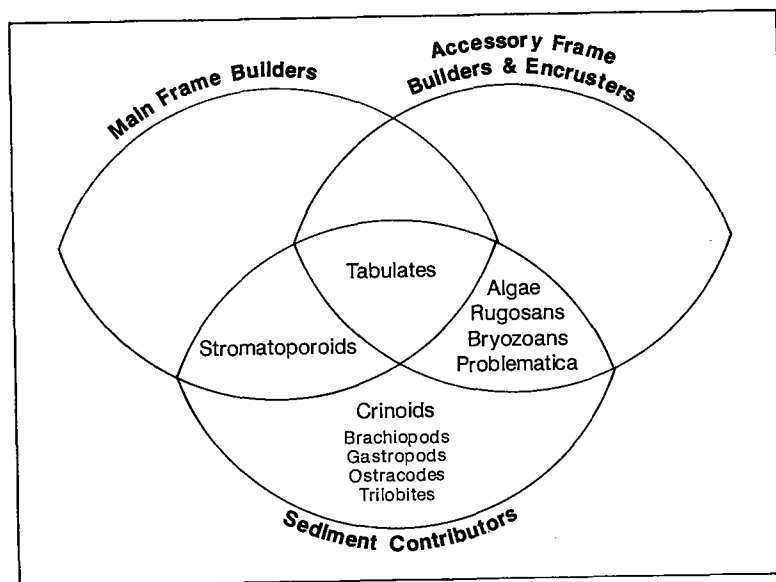 Main Frame Builders
Accessory Frame
Builders & Encrusters
Tabulates
Stromatoporoids
Algae
Rugosans
Bryozoans
Problematica
Crinoids
Brachiopods
Gastropods
Ostracodes
Trilobites
Sediment Contributors